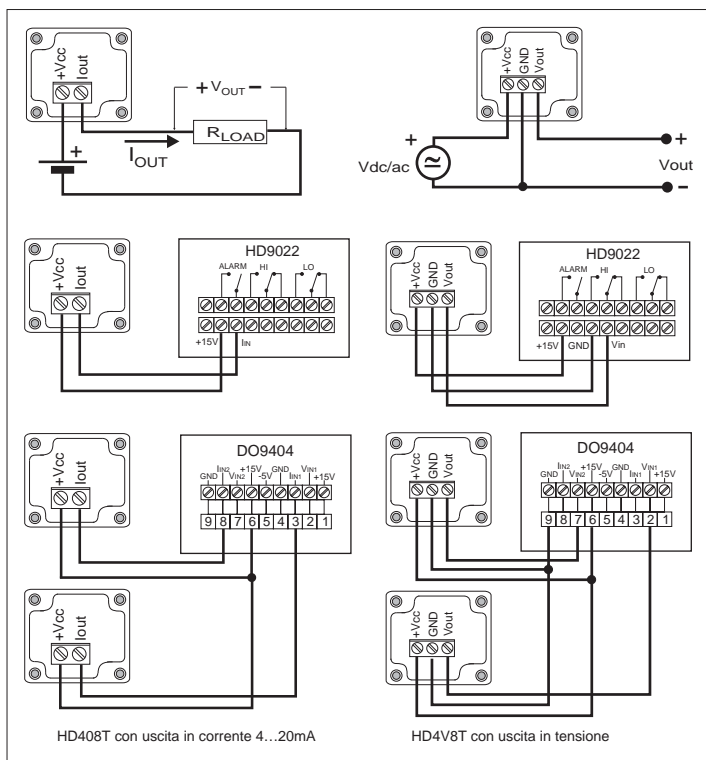 +Vcc
Iout
+ VOUT −
RLOAD
IOUT
+
+Vcc
GND
Vout
+
Vdc/ac
+
Vout
-
+Vcc
Iout
HD9022
ALARM HI LO
+15V IIN
+Vcc
GND
Vout
HD9022
ALARM HI LO
+15V GND Vin
+Vcc
Iout
DO9404
GND IIN2 VIN2 +15V -5V GND IIN1 VIN1 +15V
9 8 7 6 5 4 3 2 1
+Vcc
Iout
HD408T con uscita in corrente 4…20mA
+Vcc
GND
Vout
DO9404
GND IIN2 VIN2 +15V -5V GND IIN1 VIN1 +15V
9 8 7 6 5 4 3 2 1
+Vcc
GND
Vout
HD4V8T con uscita in tensione